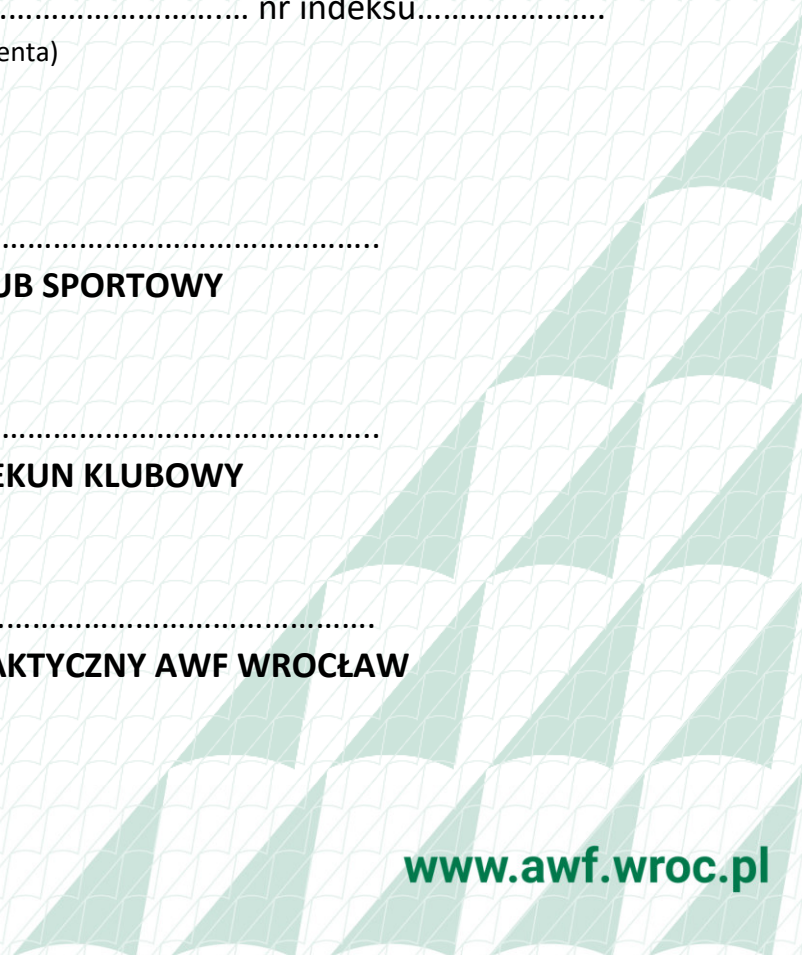 ……………………….… nr indeksu………………….
enta)
……………………………………..
UB SPORTOWY
……………………………………..
EKUN KLUBOWY
…………………………………….
AKTYCZNY AWF WROCŁAW
www.awf.wroc.pl